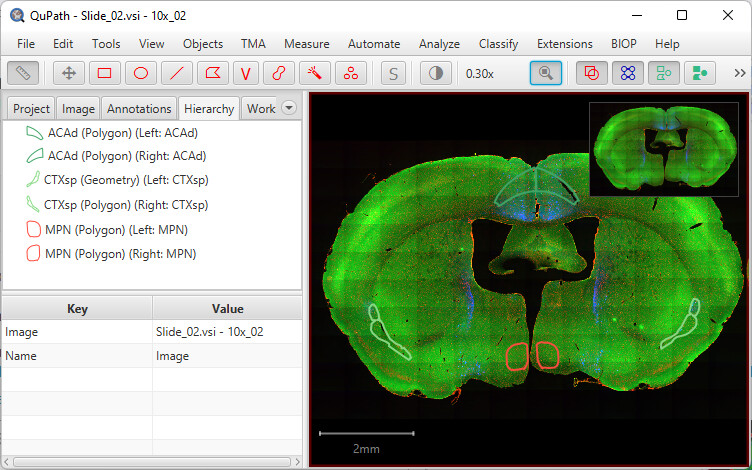 QuPath - Slide_02.vsi - 10x_02
File Edit Tools View Objects TMA Measure Automate Analyze Classify Extensions BIOP Help
V S 0.30x »
Project Image Annotations Hierarchy Work
ACAd (Polygon) (Left: ACAd)
ACAd (Polygon) (Right: ACAd)
CTXsp (Geometry) (Left: CTXsp)
CTXsp (Polygon) (Right: CTXsp)
MPN (Polygon) (Left: MPN)
MPN (Polygon) (Right: MPN)
Key Value
Image Slide_02.vsi - 10x_02
Name Image
2mm